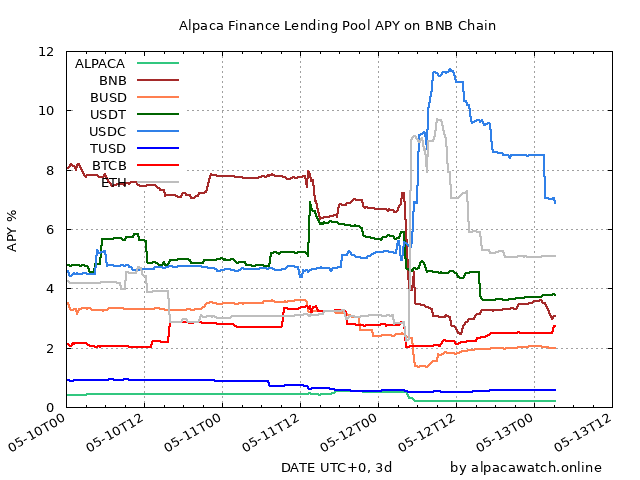 Alpaca Finance Lending Pool APY on BNB Chain
12
10
8
6
4
2
0
APY %
ALPACA
BNB
BUSD
USDT
USDC
TUSD
BTCB
ETH
05-10T00
05-10T12
05-11T00
05-11T12
05-12T00
05-12T12
05-13T00
05-13T12
DATE UTC+0, 3d
by alpacawatch.online